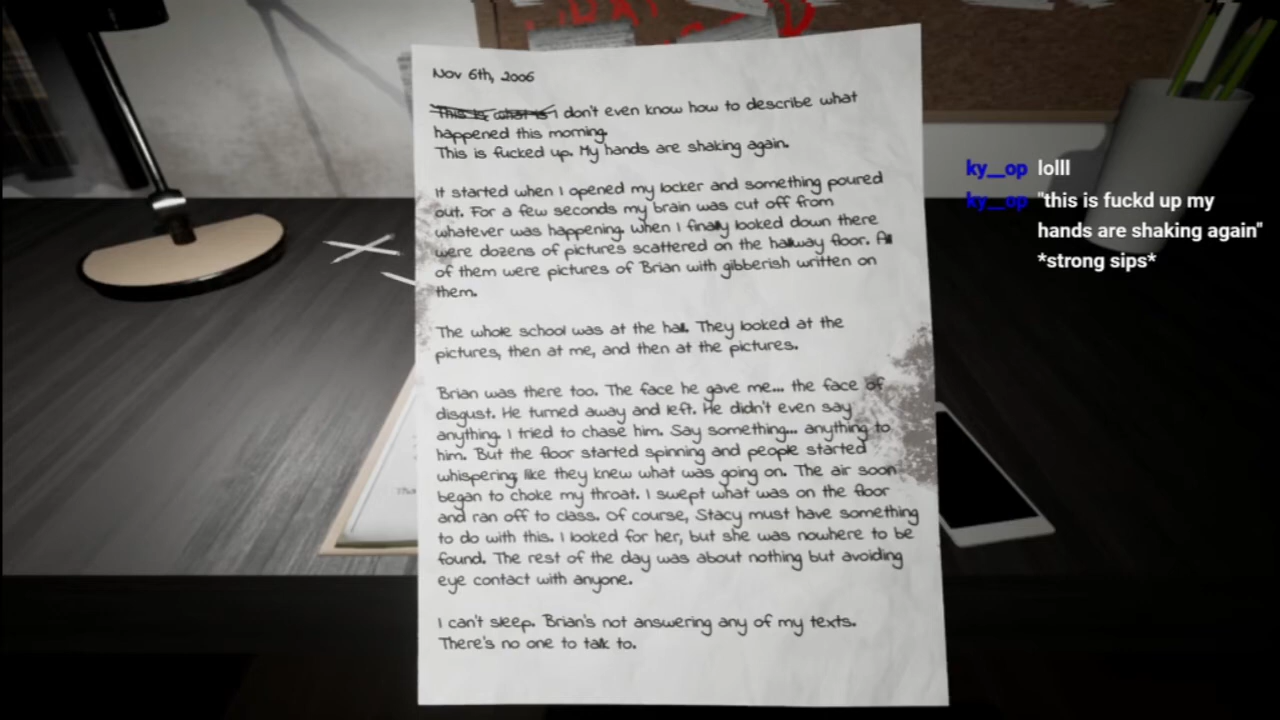 Nov 6th, 2006
This is what is I don't even know how to describe what
happened this morning.
This is fucked up. My hands are shaking again.
It started when I opened my locker and something poured
out. For a few seconds my brain was cut off from
whatever was happening. When I finally looked down there
were dozens of pictures scattered on the hallway floor. All
of them were pictures of Brian with gibberish written on
them.
The whole school was at the hall. They looked at the
pictures, then at me, and then at the pictures.
Brian was there too. The face he gave me... the face of
disgust. He turned away and left. He didn't even say
anything. I tried to chase him. Say something... anything to
him. But the floor started spinning and people started
whispering like they knew what was going on. The air soon
began to choke my throat. I swept what was on the floor
and ran off to class. Of course, Stacy must have something
to do with this. I looked for her, but she was nowhere to be
found. The rest of the day was about nothing but avoiding
eye contact with anyone.
I can't sleep. Brian's not answering any of my texts.
There's no one to talk to.
ky__op lolll
ky__op "this is fuckd up my
hands are shaking again"
*strong sips*